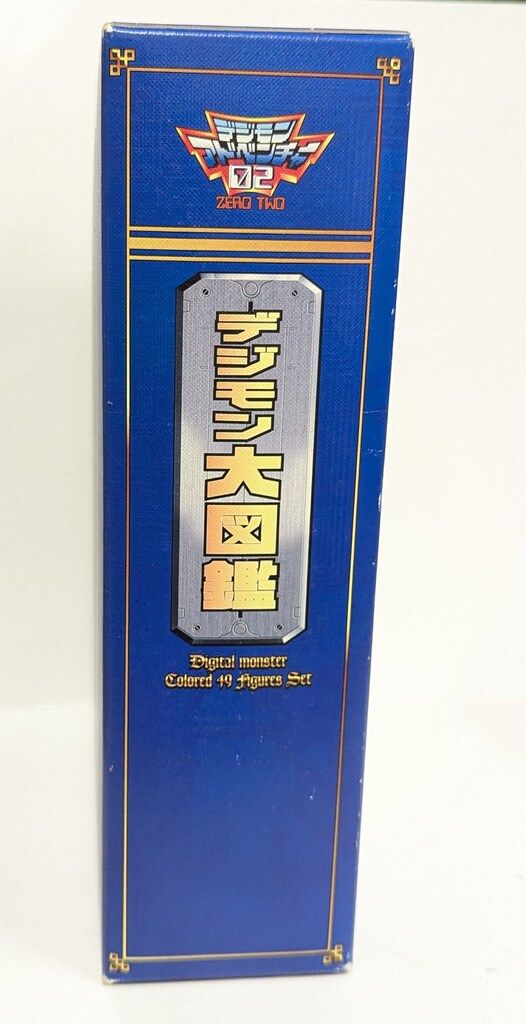 デジモン
アドベンチャー
02
ZERO TWO
デジモン大図鑑
Digital monster
Colored 49 Figures Set